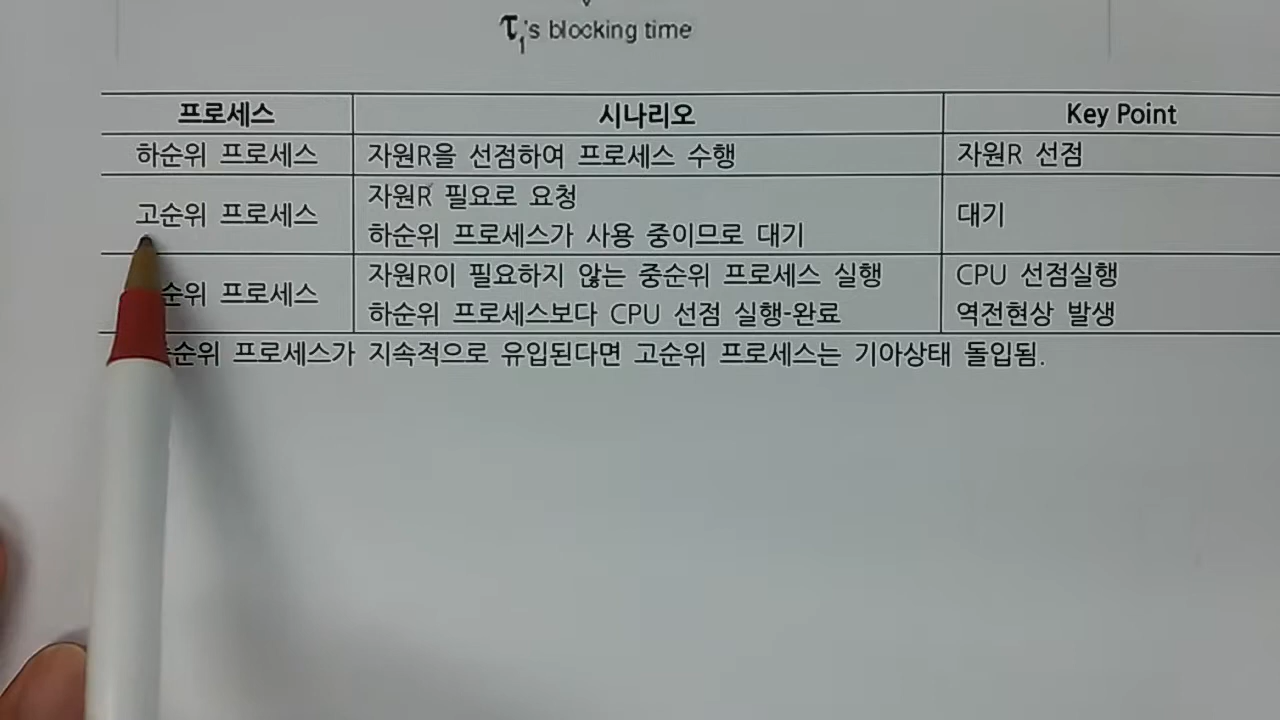 τ1's blocking time
프로세스 시나리오 Key Point
하순위 프로세스 자원R을 선점하여 프로세스 수행 자원R 선점
고순위 프로세스 자원R 필요로 요청 대기
하순위 프로세스가 사용 중이므로 대기
순위 프로세스 자원R이 필요하지 않는 중순위 프로세스 실행 CPU 선점실행
하순위 프로세스보다 CPU 선점 실행-완료 역전현상 발생
순위 프로세스가 지속적으로 유입된다면 고순위 프로세스는 기아상태 돌입됨.